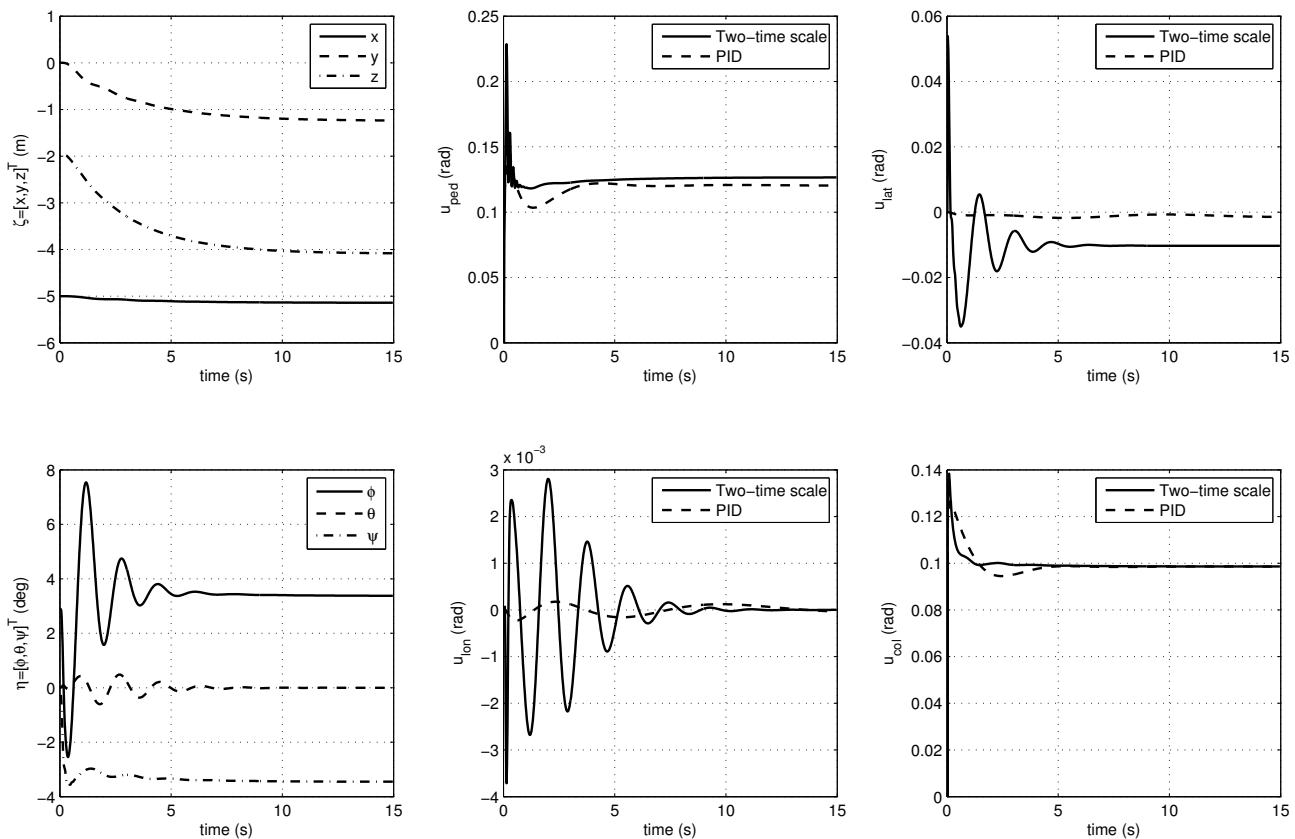 1
0
−1
−2
−3
−4
−5
−6
0 5 10 15
time (s)
ζ=[x,y,z]ᵀ (m)
x
y
z
0.25
0.2
0.15
0.1
0.05
0
0 5 10 15
time (s)
u_ped (rad)
Two−time scale
PID
0.06
0.04
0.02
0
−0.02
−0.04
0 5 10 15
time (s)
u_lat (rad)
Two−time scale
PID
8
6
4
2
0
−2
−4
0 5 10 15
time (s)
η=[ϕ,θ,ψ]ᵀ (deg)
ϕ
θ
ψ
x 10⁻³
3
2
1
0
−1
−2
−3
−4
0 5 10 15
time (s)
u_lon (rad)
Two−time scale
PID
0.14
0.12
0.1
0.08
0.06
0.04
0.02
0
0 5 10 15
time (s)
u_col (rad)
Two−time scale
PID